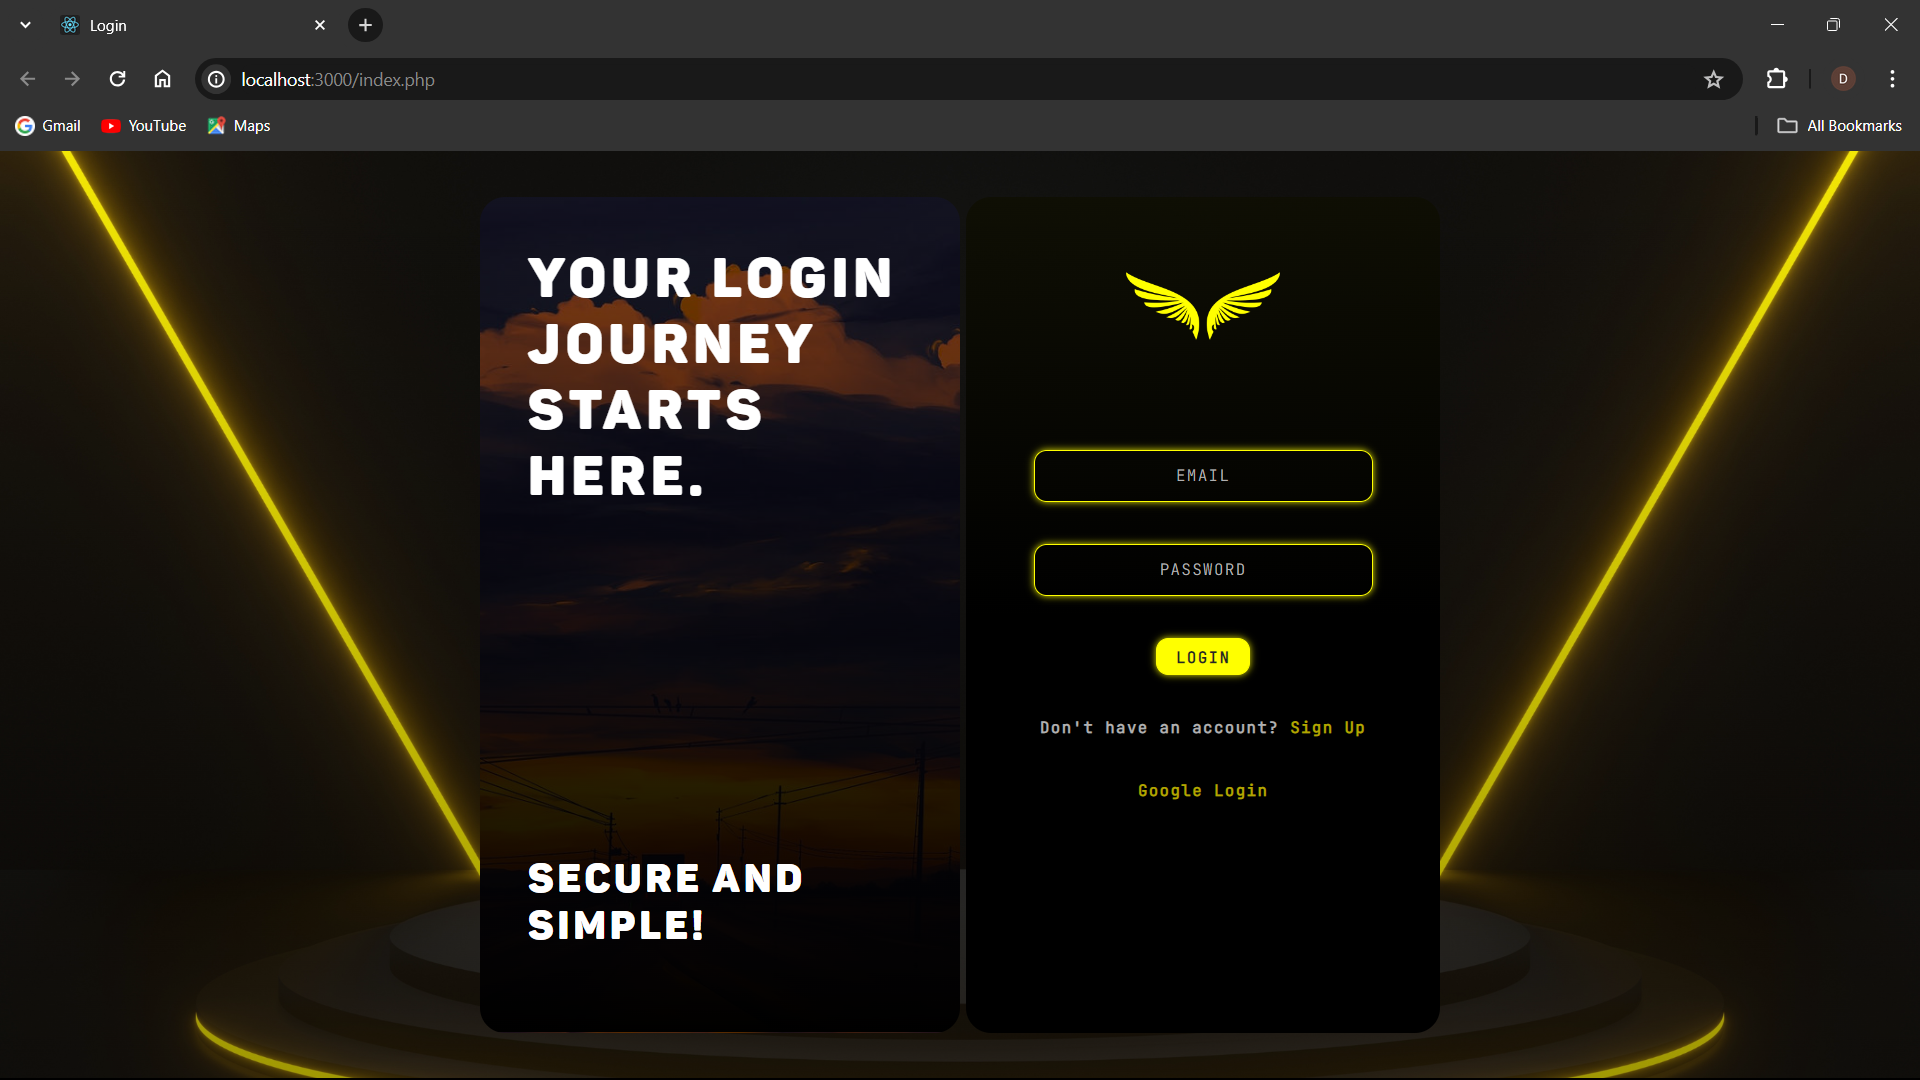 Login
localhost:3000/index.php
D
Gmail
YouTube
Maps
All Bookmarks
YOUR LOGIN
JOURNEY
STARTS
HERE.
SECURE AND
SIMPLE!
EMAIL
PASSWORD
LOGIN
Don't have an account? Sign Up
Google Login